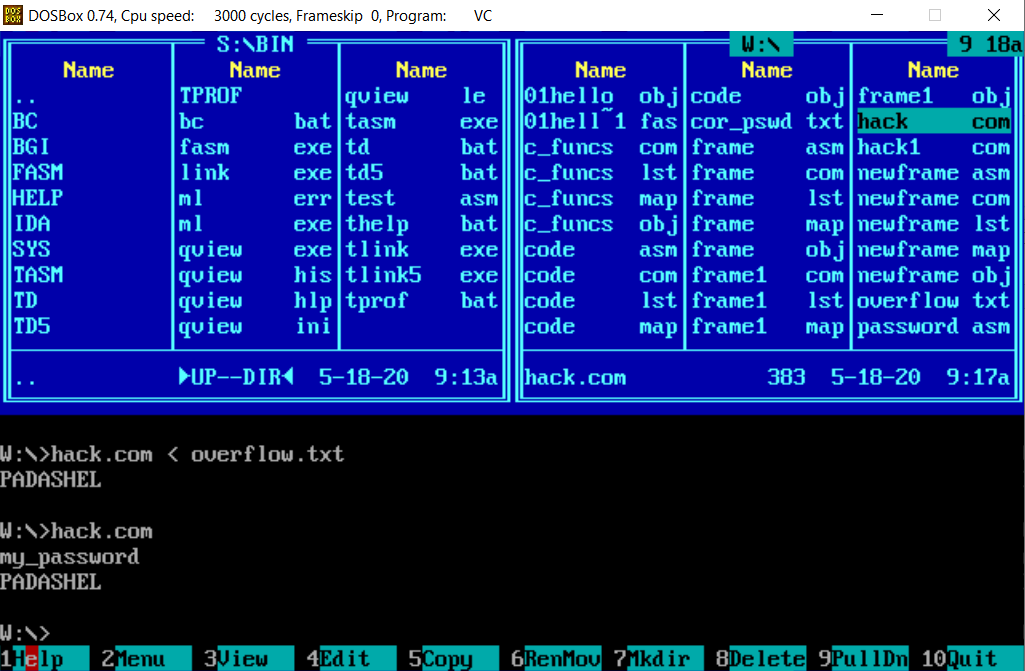 DOSBox 0.74, Cpu speed: 3000 cycles, Frameskip 0, Program: VC
S:\BIN W:\ 9 18a
Name Name Name Name Name Name
.. TPROF qview le 01hello obj code obj frame1 obj
BC bc bat tasm exe 01hell~1 fas cor_pswd txt hack com
BGI fasm exe td bat c_funcs com frame asm hack1 com
FASM link exe td5 bat c_funcs lst frame com newframe asm
HELP ml err test asm c_funcs map frame lst newframe com
IDA ml exe thelp bat c_funcs obj frame map newframe lst
SYS qview exe tlink exe code asm frame obj newframe map
TASM qview his tlink5 exe code com frame1 com newframe obj
TD qview hlp tprof bat code lst frame1 lst overflow txt
TD5 qview ini code map frame1 map password asm
.. ►UP--DIR◄ 5-18-20 9:13a hack.com 383 5-18-20 9:17a
W:\>hack.com < overflow.txt
PADASHEL
W:\>hack.com
my_password
PADASHEL
W:\>
1Help 2Menu 3View 4Edit 5Copy 6RenMov 7Mkdir 8Delete 9PullDn 10Quit